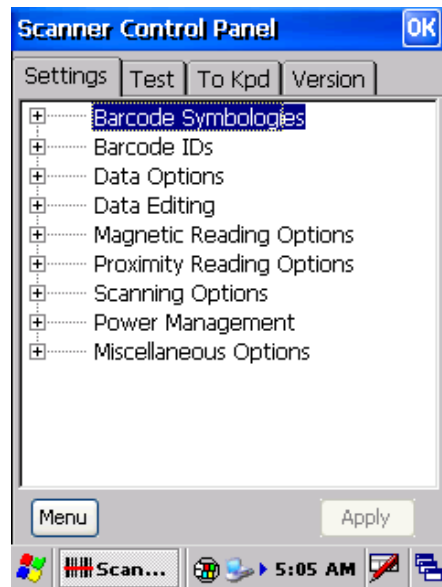 Scanner Control Panel OK
Settings Test To Kpd Version
Barcode Symbologies
Barcode IDs
Data Options
Data Editing
Magnetic Reading Options
Proximity Reading Options
Scanning Options
Power Management
Miscellaneous Options
Menu Apply
Scan... 5:05 AM